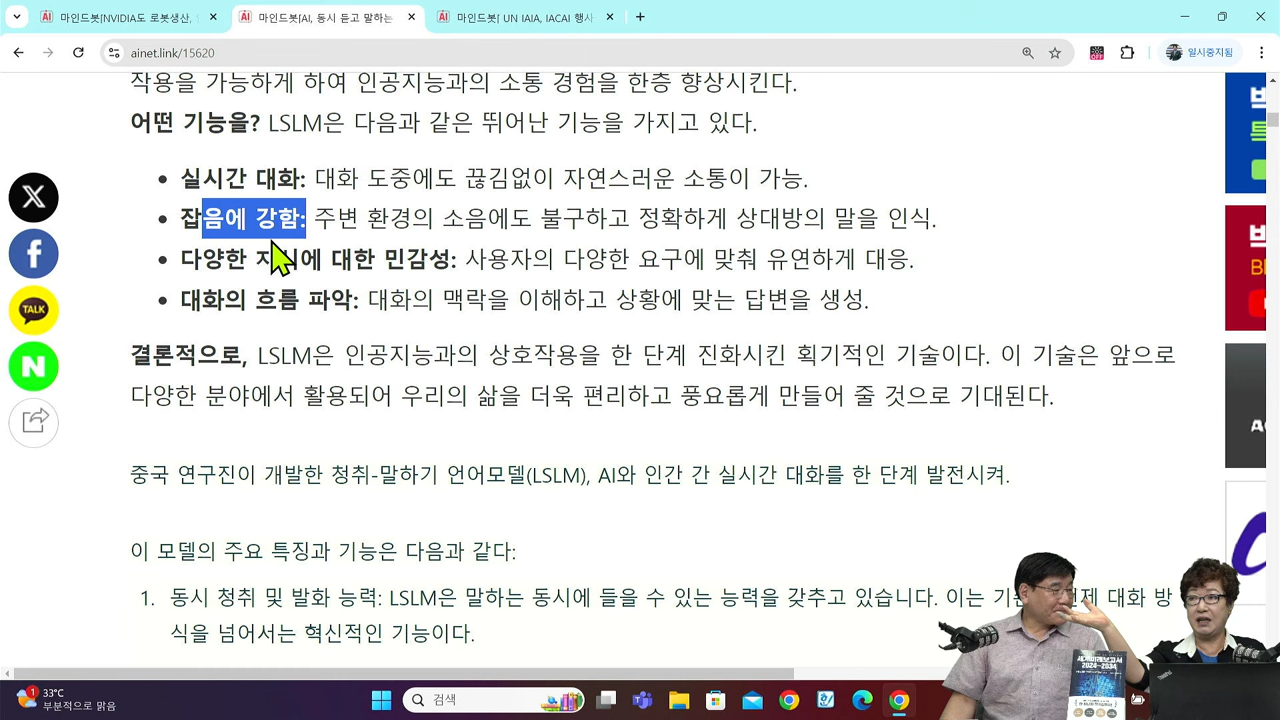 마인드봇[NVIDIA도 로봇생산,
마인드봇[AI, 동시 듣고 말하는
마인드봇[ UN IAIA, IACAI 행사
ainet.link/15620
OFF
일시중지됨
작용을 가능하게 하여 인공지능과의 소통 경험을 한층 향상시킨다.
어떤 기능을? LSLM은 다음과 같은 뛰어난 기능을 가지고 있다.
실시간 대화: 대화 도중에도 끊김없이 자연스러운 소통이 가능.
잡음에 강함: 주변 환경의 소음에도 불구하고 정확하게 상대방의 말을 인식.
다양한 지시에 대한 민감성: 사용자의 다양한 요구에 맞춰 유연하게 대응.
대화의 흐름 파악: 대화의 맥락을 이해하고 상황에 맞는 답변을 생성.
결론적으로, LSLM은 인공지능과의 상호작용을 한 단계 진화시킨 획기적인 기술이다. 이 기술은 앞으로
다양한 분야에서 활용되어 우리의 삶을 더욱 편리하고 풍요롭게 만들어 줄 것으로 기대된다.
중국 연구진이 개발한 청취-말하기 언어모델(LSLM), AI와 인간 간 실시간 대화를 한 단계 발전시켜.
이 모델의 주요 특징과 기능은 다음과 같다:
1. 동시 청취 및 발화 능력: LSLM은 말하는 동시에 들을 수 있는 능력을 갖추고 있습니다. 이는 대화 방
식을 넘어서는 혁신적인 기능이다.
TALK
N
세계미래보고서
2024-2034
ThinkPad
1
33°C
부분적으로 맑음
검색